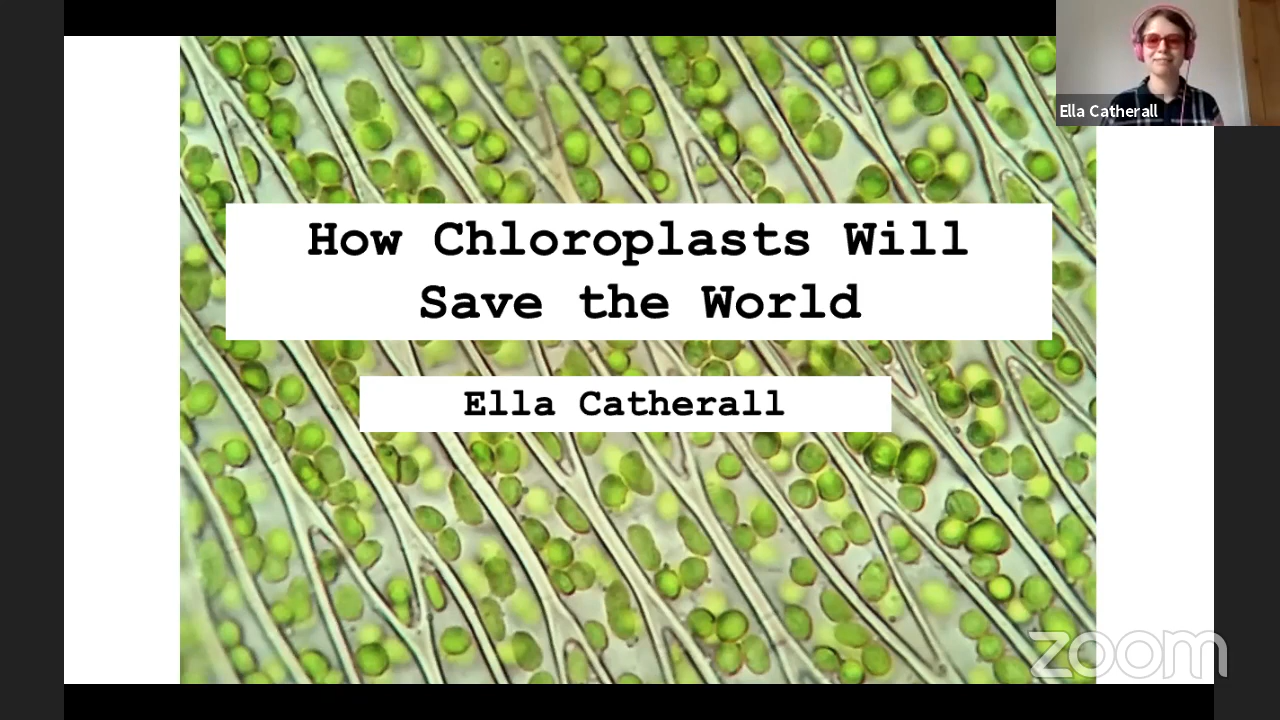 Ella Catherall
How Chloroplasts Will
Save the World
Ella Catherall
zoom